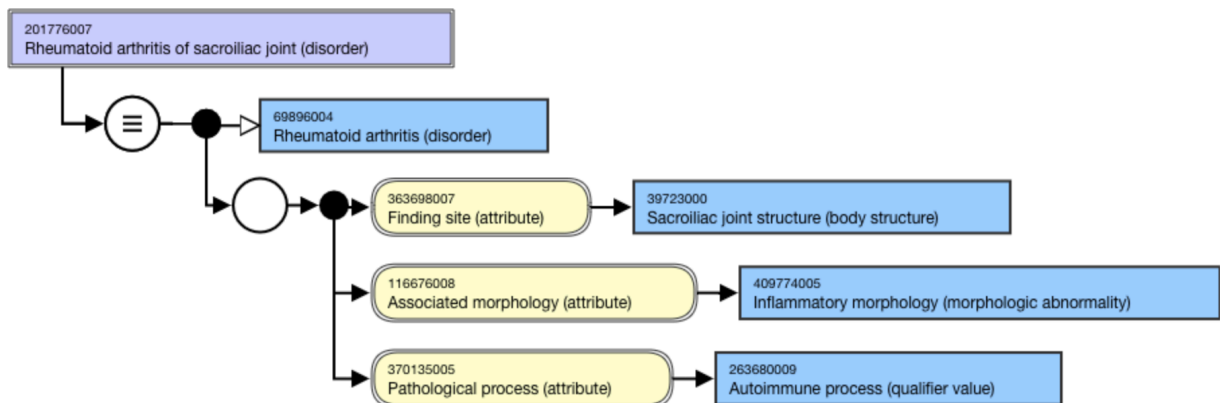 201776007
Rheumatoid arthritis of sacroiliac joint (disorder)
69896004
Rheumatoid arthritis (disorder)
363698007
Finding site (attribute)
39723000
Sacroiliac joint structure (body structure)
116676008
Associated morphology (attribute)
409774005
Inflammatory morphology (morphologic abnormality)
370135005
Pathological process (attribute)
263680009
Autoimmune process (qualifier value)